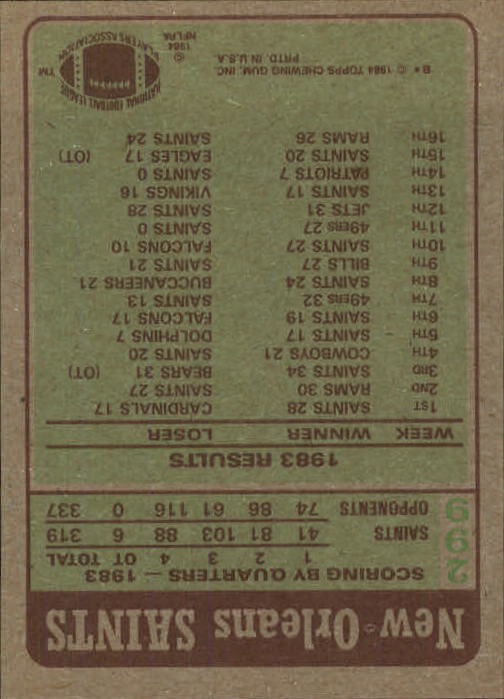 New Orleans SAINTS
299
SCORING BY QUARTERS — 1983
1 2 3 4 OT TOTAL
SAINTS 41 81 103 88 6 319
OPPONENTS 74 86 61 116 0 337
1983 RESULTS
WEEK WINNER LOSER
1ST SAINTS 28 CARDINALS 17
2ND RAMS 30 SAINTS 27
3RD SAINTS 34 BEARS 31 (OT)
4TH COWBOYS 21 SAINTS 20
5TH SAINTS 17 DOLPHINS 7
6TH SAINTS 19 FALCONS 17
7TH 49ERS 32 SAINTS 13
8TH SAINTS 24 BUCCANEERS 21
9TH BILLS 27 SAINTS 21
10TH SAINTS 27 FALCONS 10
11TH 49ERS 27 SAINTS 0
12TH JETS 31 SAINTS 28
13TH SAINTS 17 VIKINGS 16
14TH PATRIOTS 7 SAINTS 0
15TH SAINTS 20 EAGLES 17 (OT)
16TH RAMS 26 SAINTS 24
B* © 1984 TOPPS CHEWING GUM, INC.
PRTD. IN U.S.A.
© 1984 NFLPA
NATIONAL FOOTBALL LEAGUE PLAYERS ASSOCIATION
TM